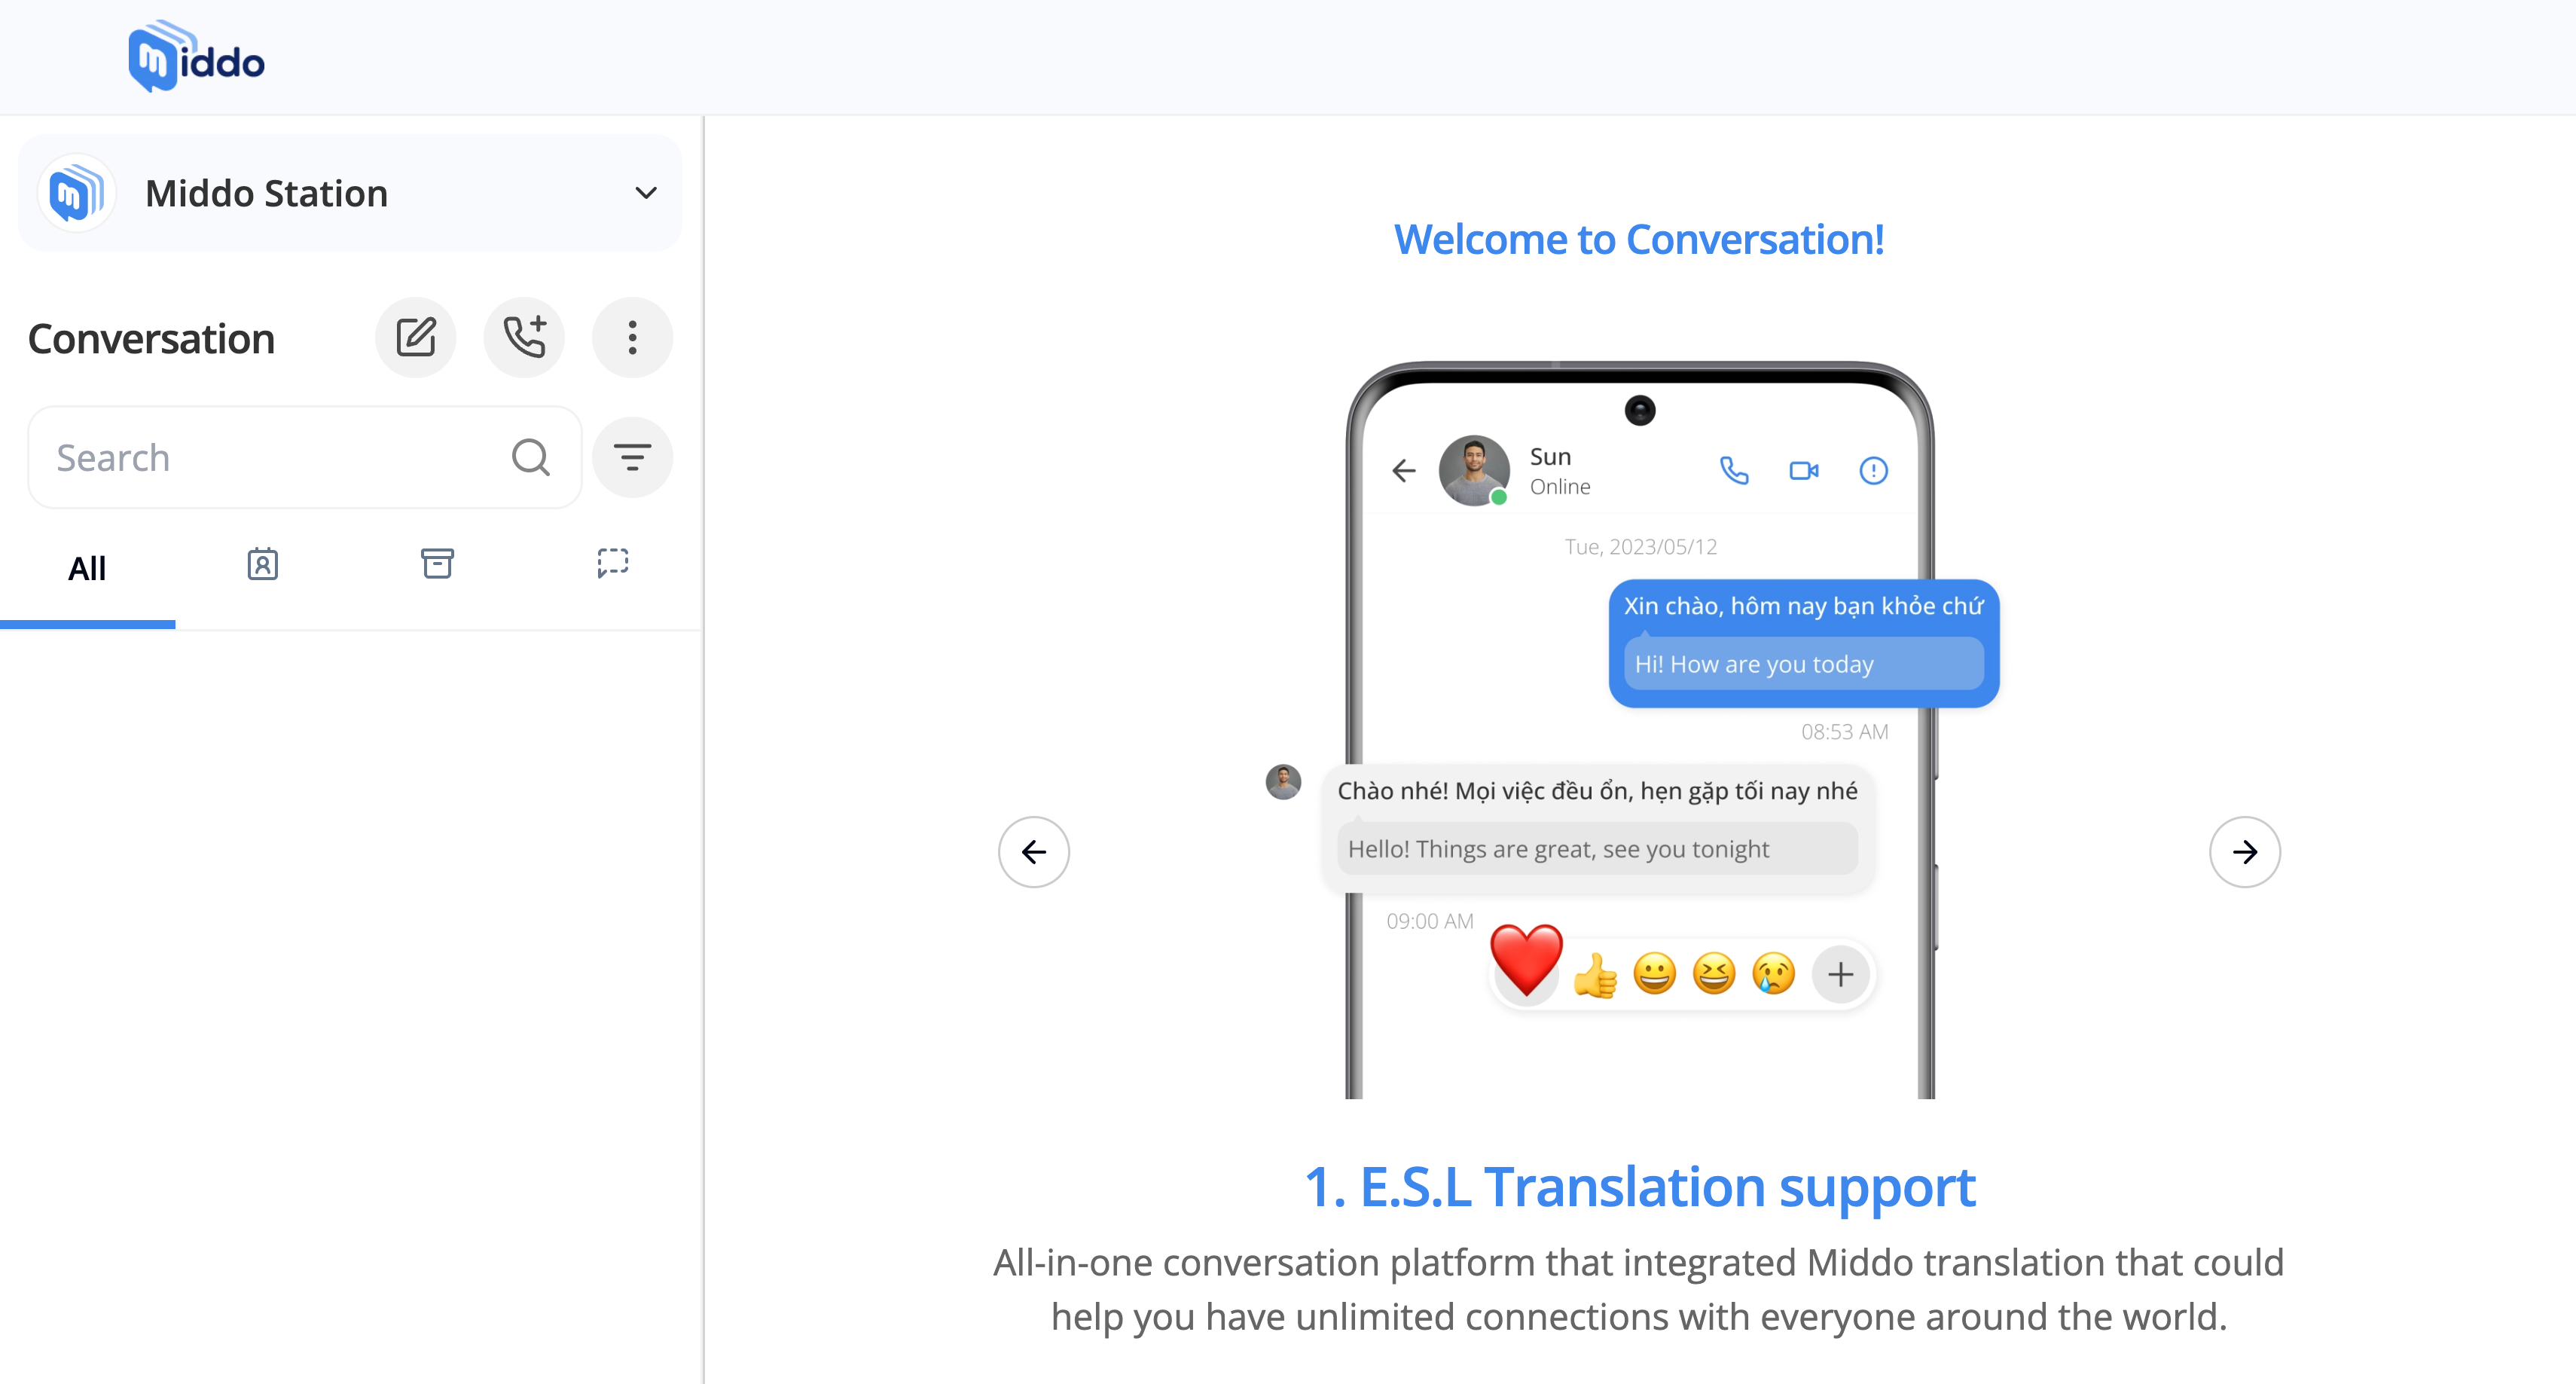 middo
Middo Station
Conversation
Search
All
Welcome to Conversation!
Sun
Online
Tue, 2023/05/12
Xin chào, hôm nay bạn khỏe chứ
Hi! How are you today
08:53 AM
Chào nhé! Mọi việc đều ổn, hẹn gặp tối nay nhé
Hello! Things are great, see you tonight
09:00 AM
1. E.S.L Translation support
All-in-one conversation platform that integrated Middo translation that could
help you have unlimited connections with everyone around the world.